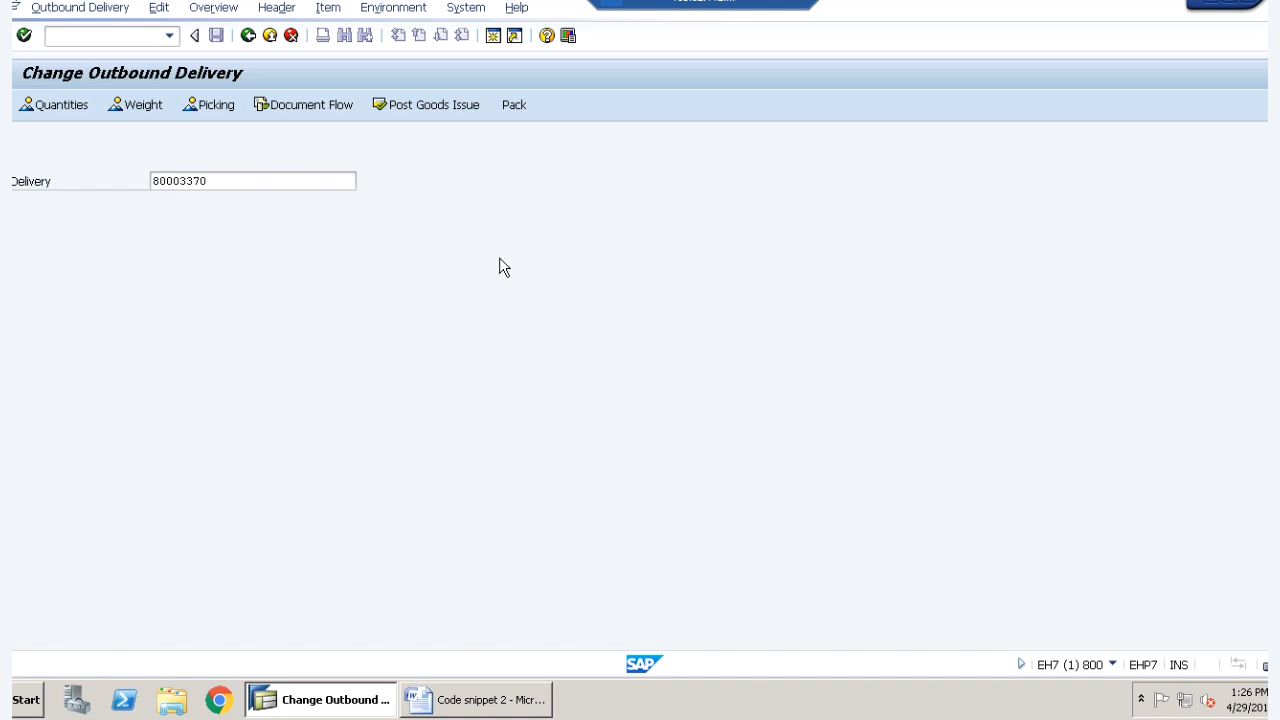 Outbound Delivery Edit Overview Header Item Environment System Help
Change Outbound Delivery
Quantities Weight Picking Document Flow Post Goods Issue Pack
Delivery 80003370
SAP
EH7 (1) 800 EHP7 INS
Start Change Outbound ... Code snippet 2 - Micr... 1:26 PM
4/29/201